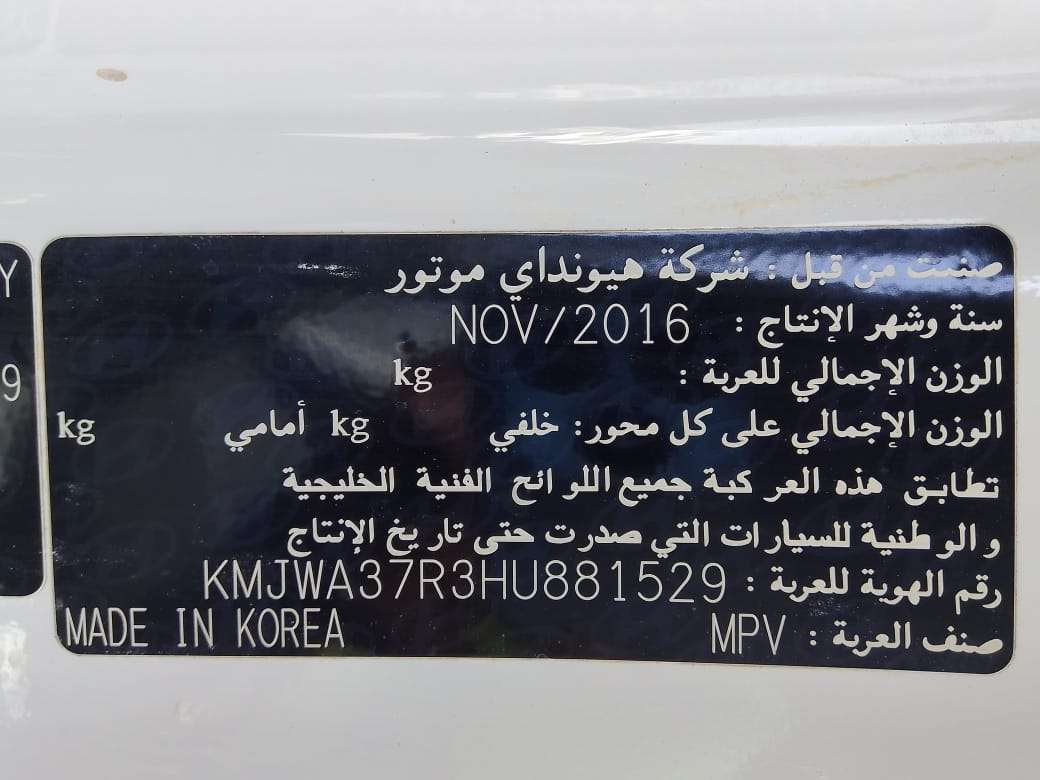 صنعت من قبل : شركة هيونداي موتور
سنة وشهر الإنتاج : NOV/2016
الوزن الإجمالي للعربة : kg
الوزن الإجمالي على كل محور: خلفي kg أمامي kg
تطابق هذه المركبة جميع اللوائح الفنية الخليجية
والوطنية للسيارات التي صدرت حتى تاريخ الإنتاج
رقم الهوية للعربة : KMJWA37R3HU881529
صنف العربة : MPV MADE IN KOREA
Y
9